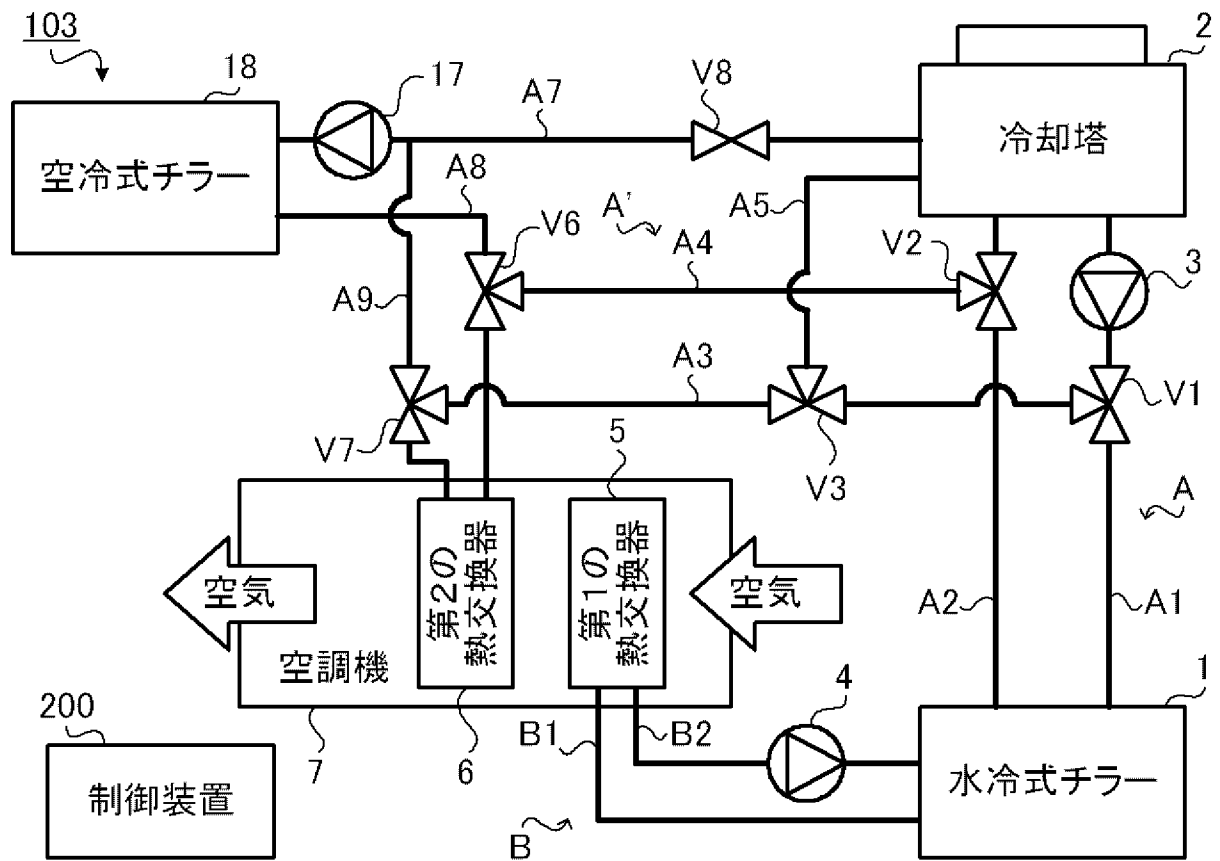 103
18
空冷式チラー
17
A7
V8
2
冷却塔
A8
V6
A'
A5
A4
V2
3
A9
A3
V1
V7
V3
5
A
第2の熱交換器
第1の熱交換器
空気
空気
空調機
A2
A1
200
制御装置
7
6
B1
B2
4
1
水冷式チラー
B